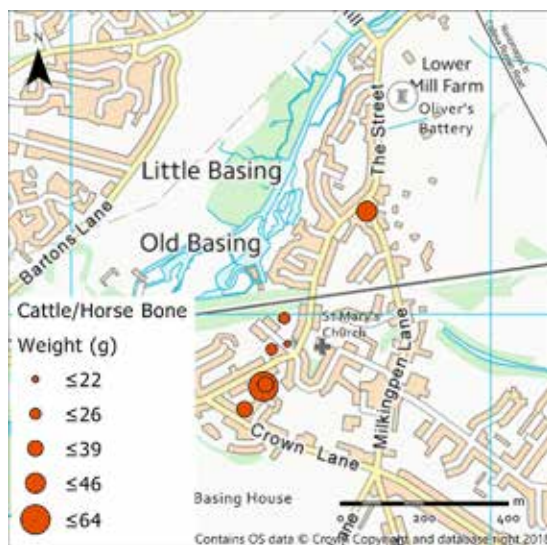 N
Mill
Lower
Mill Farm
Oliver's
Battery
The Street
Little Basing
Bartons Lane
Old Basing
Cattle/Horse Bone
Weight (g)
≤22
≤26
≤39
≤46
≤64
St Mary's
Church
Milkingpen Lane
Crown Lane
Basing House
Lane
m
200
400
Contains OS data © Crown Copyright and database right 2018